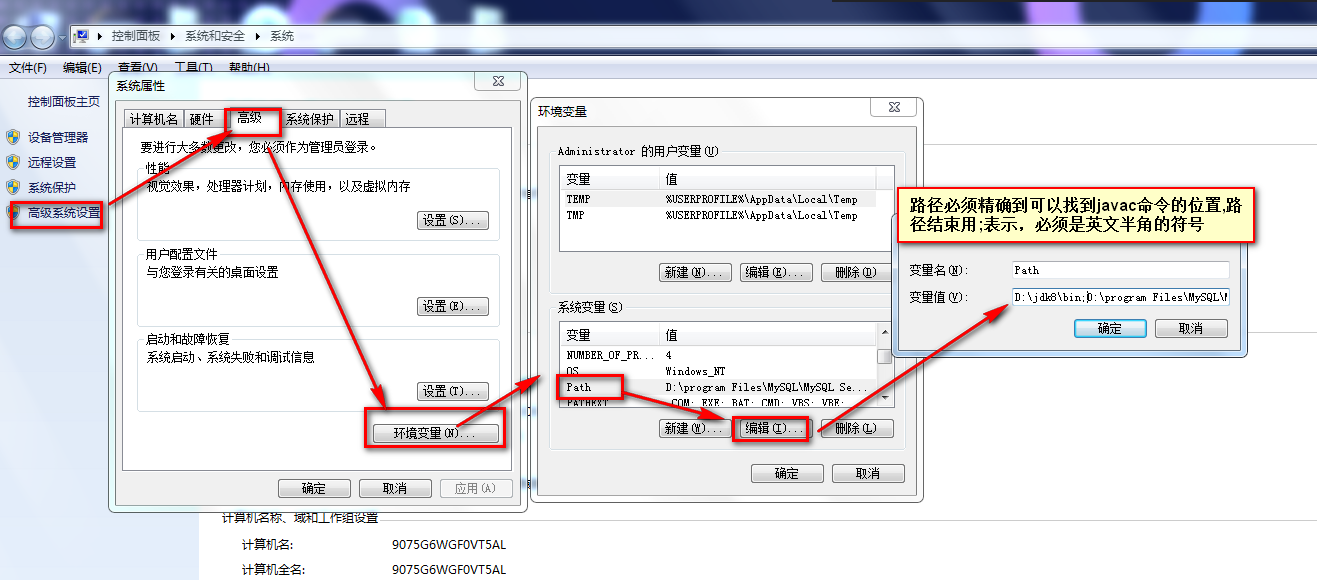 控制面板 系统和安全 系统
文件(F) 编辑(E) 查看(V) 工具(T) 帮助(H)
控制面板主页
设备管理器
远程设置
系统保护
高级系统设置
系统属性
计算机名 硬件 高级 系统保护 远程
要进行大多数更改，您必须作为管理员登录。
性能
视觉效果，处理器计划，内存使用，以及虚拟内存
设置(S)...
用户配置文件
与您登录有关的桌面设置
设置(E)...
启动和故障恢复
系统启动、系统失败和调试信息
设置(T)...
环境变量(N)...
确定 取消 应用(A)
环境变量
Administrator 的用户变量(U)
变量 值
TEMP %USERPROFILE%\AppData\Local\Temp
TMP %USERPROFILE%\AppData\Local\Temp
新建(N)... 编辑(E)... 删除(D)
系统变量(S)
变量 值
NUMBER_OF_PR... 4
OS Windows_NT
Path D:\program Files\MySQL\MySQL Se...
PATHEXT .COM;.EXE;.BAT;.CMD;.VBS;.VBE;
新建(W)... 编辑(I)... 删除(L)
确定 取消
路径必须精确到可以找到javac命令的位置,路
径结束用;表示，必须是英文半角的符号
变量名(N): Path
变量值(V): D:\jdk8\bin;D:\program Files\MySQL\M
确定 取消
计算机名称、域和工作组设置
计算机名: 9075G6WGF0VT5AL
计算机全名: 9075G6WGF0VT5AL